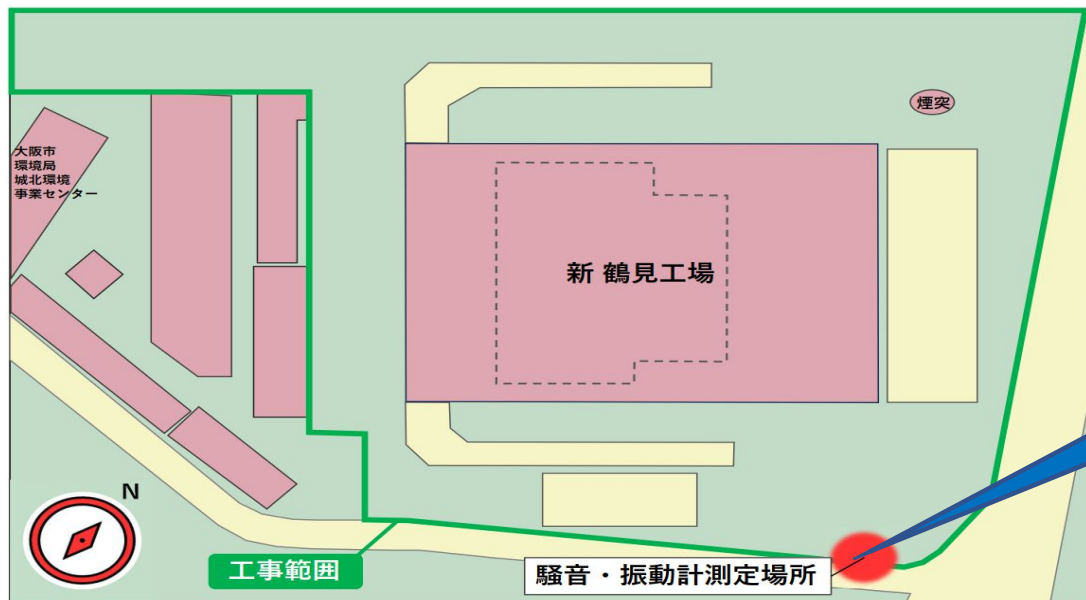 煙突
大阪市
環境局
城北環境
事業センター
新 鶴見工場
N
工事範囲
騒音・振動計測定場所